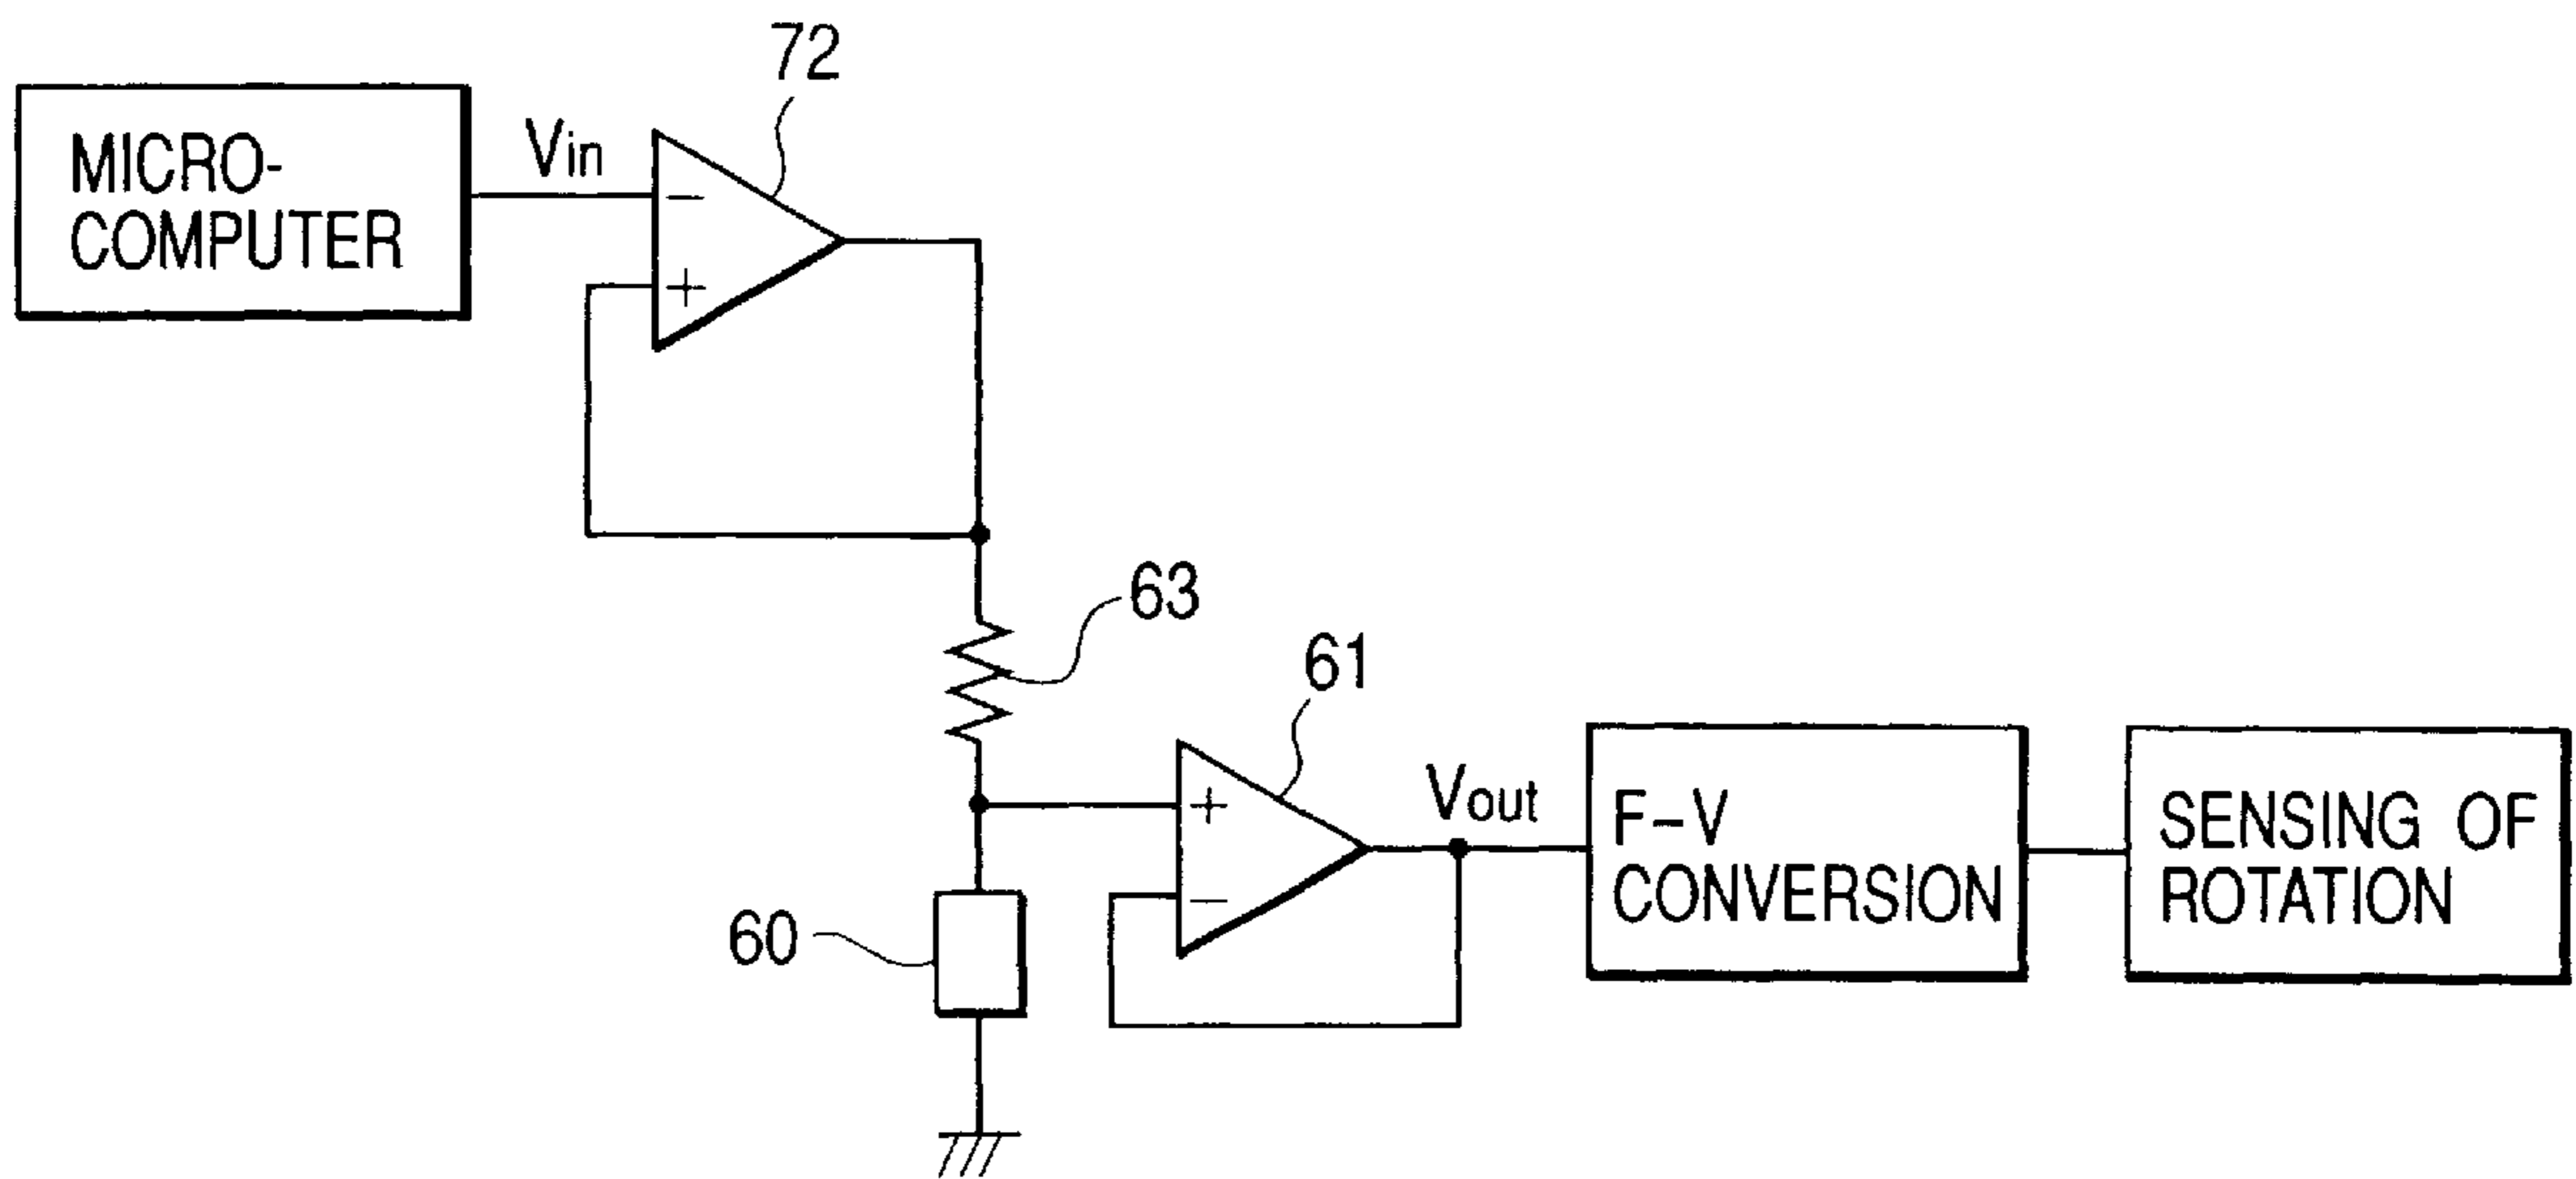 72
MICRO-
COMPUTER
Vin
−
+
63
61
Vout
+
−
F-V
CONVERSION
SENSING OF
ROTATION
60